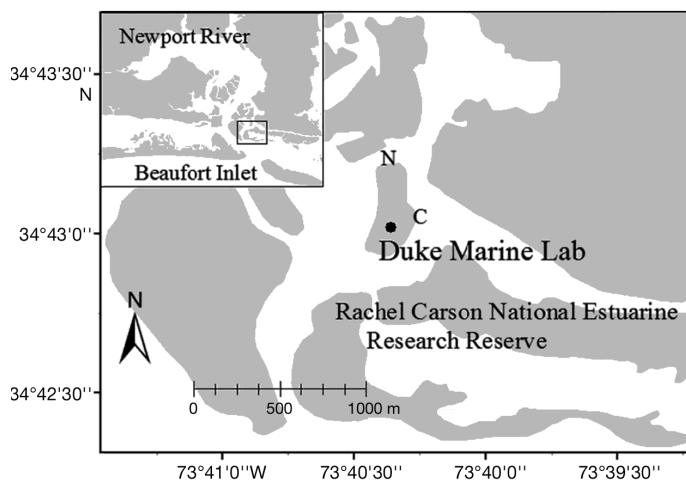 Newport River
34°43'30''
N
Beaufort Inlet
N
C
34°43'0''
Duke Marine Lab
N
Rachel Carson National Estuarine
Research Reserve
34°42'30''
0 500 1000 m
73°41'0''W 73°40'30'' 73°40'0'' 73°39'30''